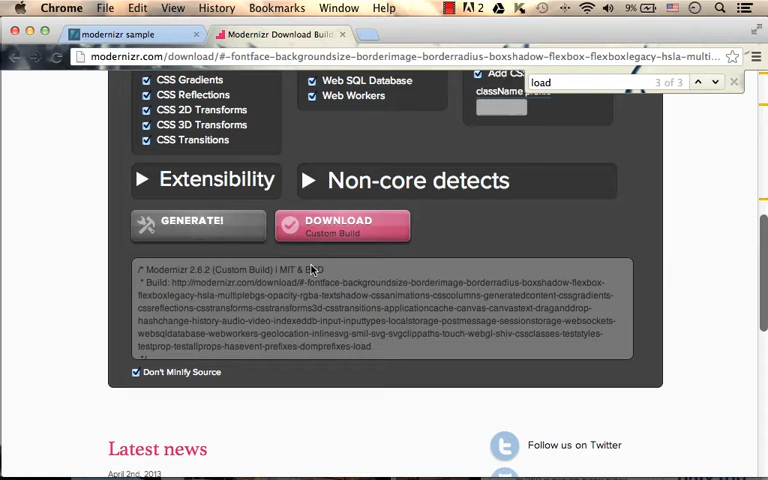 Chrome File Edit View History Bookmarks Window Help 2 9%
modernizr sample Modernizr Download Buil
modernizr.com/download/#-fontface-backgroundsize-borderimage-borderradius-boxshadow-flexbox-flexboxlegacy-hsla-multi...
load 3 of 3
CSS Gradients
CSS Reflections
CSS 2D Transforms
CSS 3D Transforms
CSS Transitions
Web SQL Database
Web Workers
Add CS
className
Extensibility
Non-core detects
GENERATE!
DOWNLOAD
Custom Build
/* Modernizr 2.6.2 (Custom Build) | MIT & BSD
* Build: http://modernizr.com/download/#-fontface-backgroundsize-borderimage-borderradius-boxshadow-flexbox-
flexboxlegacy-hsla-multiplebgs-opacity-rgba-textshadow-cssanimations-csscolumns-generatedcontent-cssgradients-
cssreflections-csstransforms-csstransforms3d-csstransitions-applicationcache-canvas-canvastext-draganddrop-
hashchange-history-audio-video-indexeddb-input-inputtypes-localstorage-postmessage-sessionstorage-websockets-
websqldatabase-webworkers-geolocation-inlinesvg-smil-svg-svgclippaths-touch-webgl-shiv-cssclasses-teststyles-
testprop-testallprops-hasevent-prefixes-domprefixes-load
Don't Minify Source
Latest news
April 2nd, 2013
Follow us on Twitter